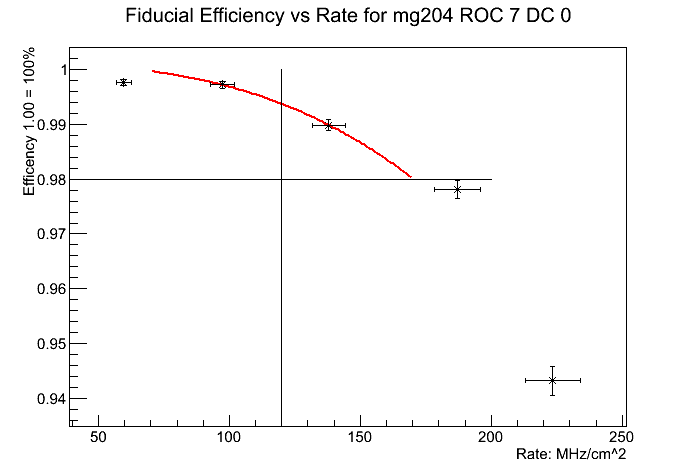 Fiducial Efficiency vs Rate for mg204 ROC 7 DC 0
Efficency 1.00 = 100%
1
0.99
0.98
0.97
0.96
0.95
0.94
50 100 150 200 250
Rate: MHz/cm^2